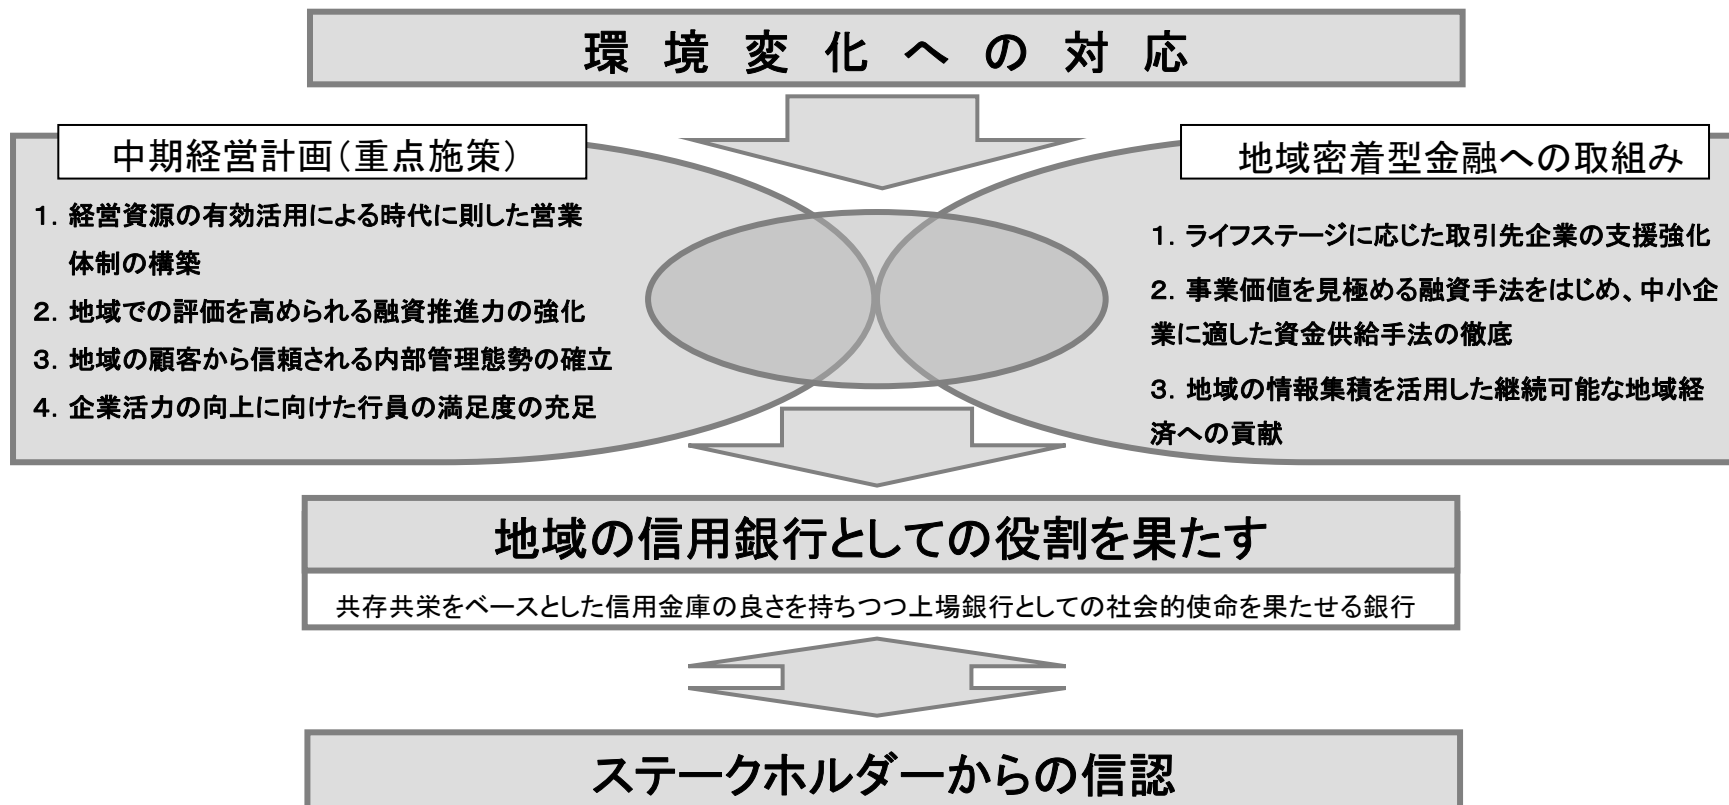 環境変化への対応
中期経営計画(重点施策)
1. 経営資源の有効活用による時代に則した営業
体制の構築
2. 地域での評価を高められる融資推進力の強化
3. 地域の顧客から信頼される内部管理態勢の確立
4. 企業活力の向上に向けた行員の満足度の充足
地域密着型金融への取組み
1. ライフステージに応じた取引先企業の支援強化
2. 事業価値を見極める融資手法をはじめ、中小企
業に適した資金供給手法の徹底
3. 地域の情報集積を活用した継続可能な地域経
済への貢献
地域の信用銀行としての役割を果たす
共存共栄をベースとした信用金庫の良さを持ちつつ上場銀行としての社会的使命を果たせる銀行
ステークホルダーからの信認